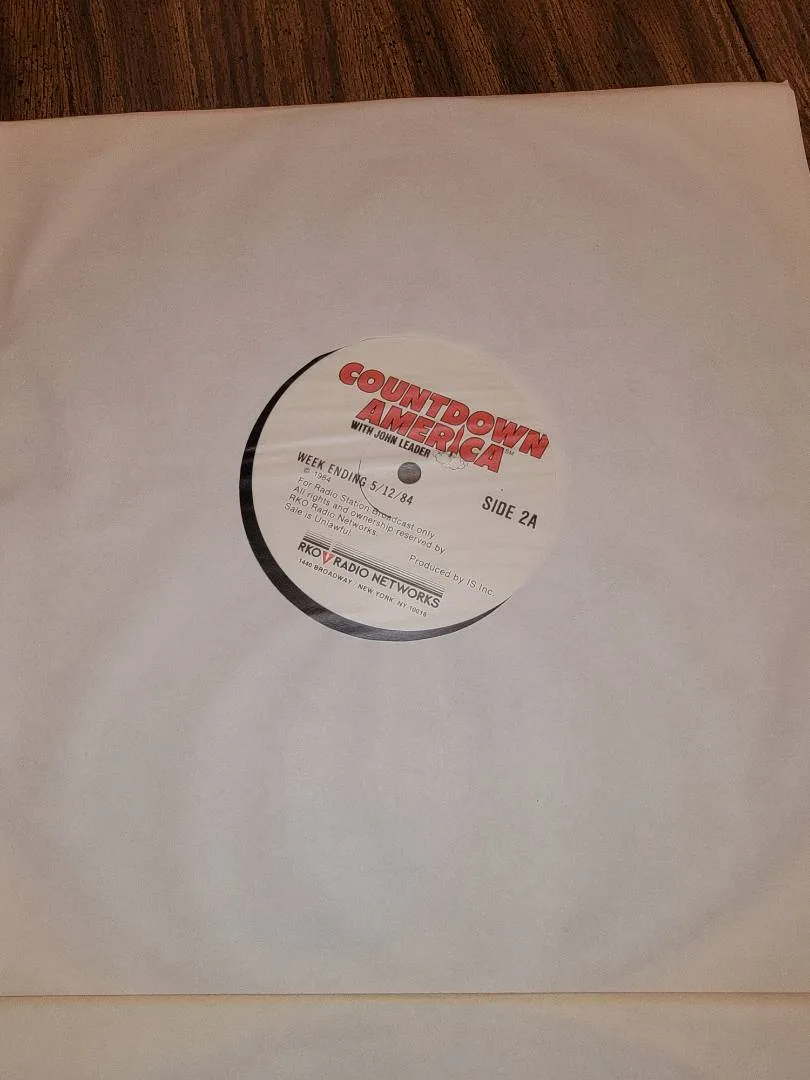 COUNTDOWN
AMERICA SM
WITH JOHN LEADER
WEEK ENDING 5/12/84
© 1984
SIDE 2A
For Radio Station Broadcast only
All rights and ownership reserved by
RKO Radio Networks.
Sale is Unlawful
Produced by IS Inc.
RKO RADIO NETWORKS
1440 BROADWAY NEW YORK, NY 10018